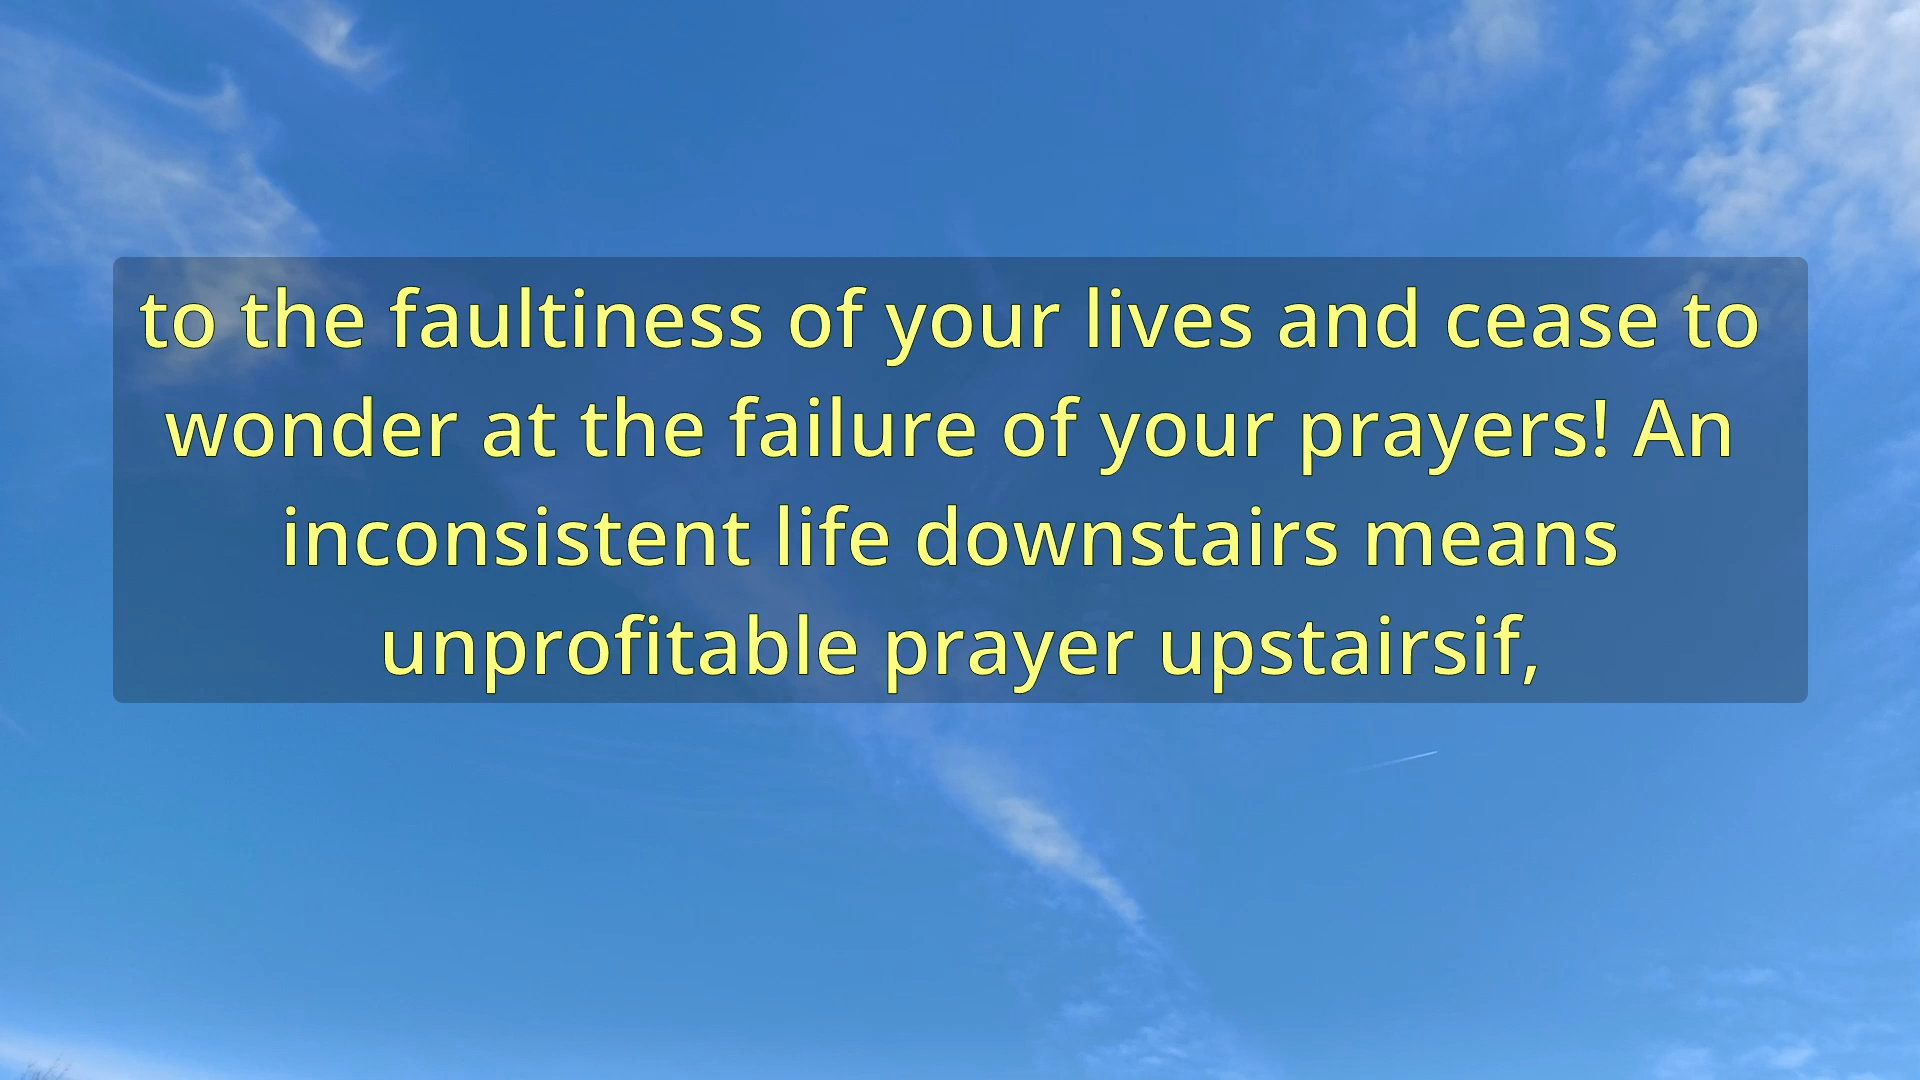 to the faultiness of your lives and cease to
wonder at the failure of your prayers! An
inconsistent life downstairs means
unprofitable prayer upstairsif,